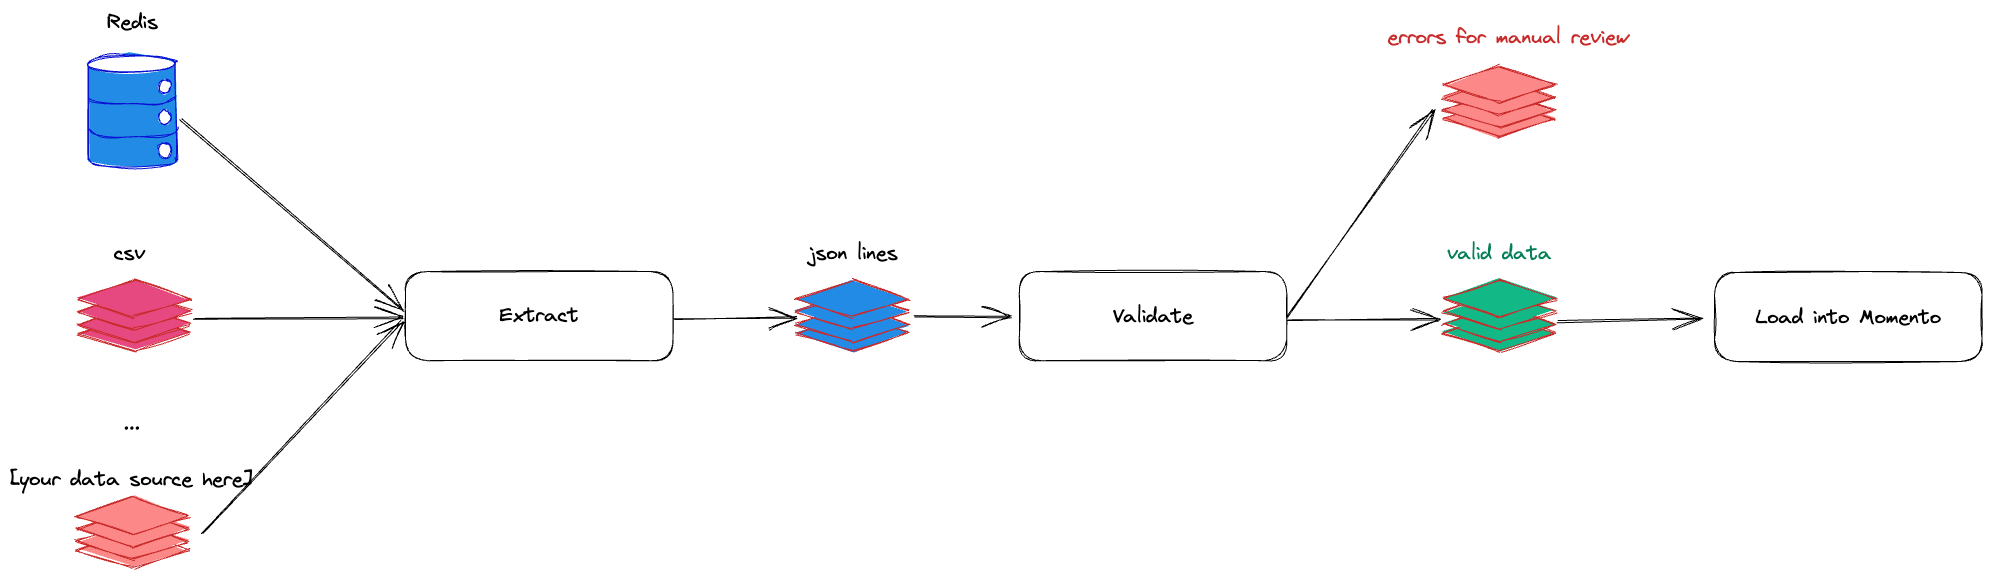 Redis
csv
...
[your data source here]
Extract
json lines
Validate
errors for manual review
valid data
Load into Momento